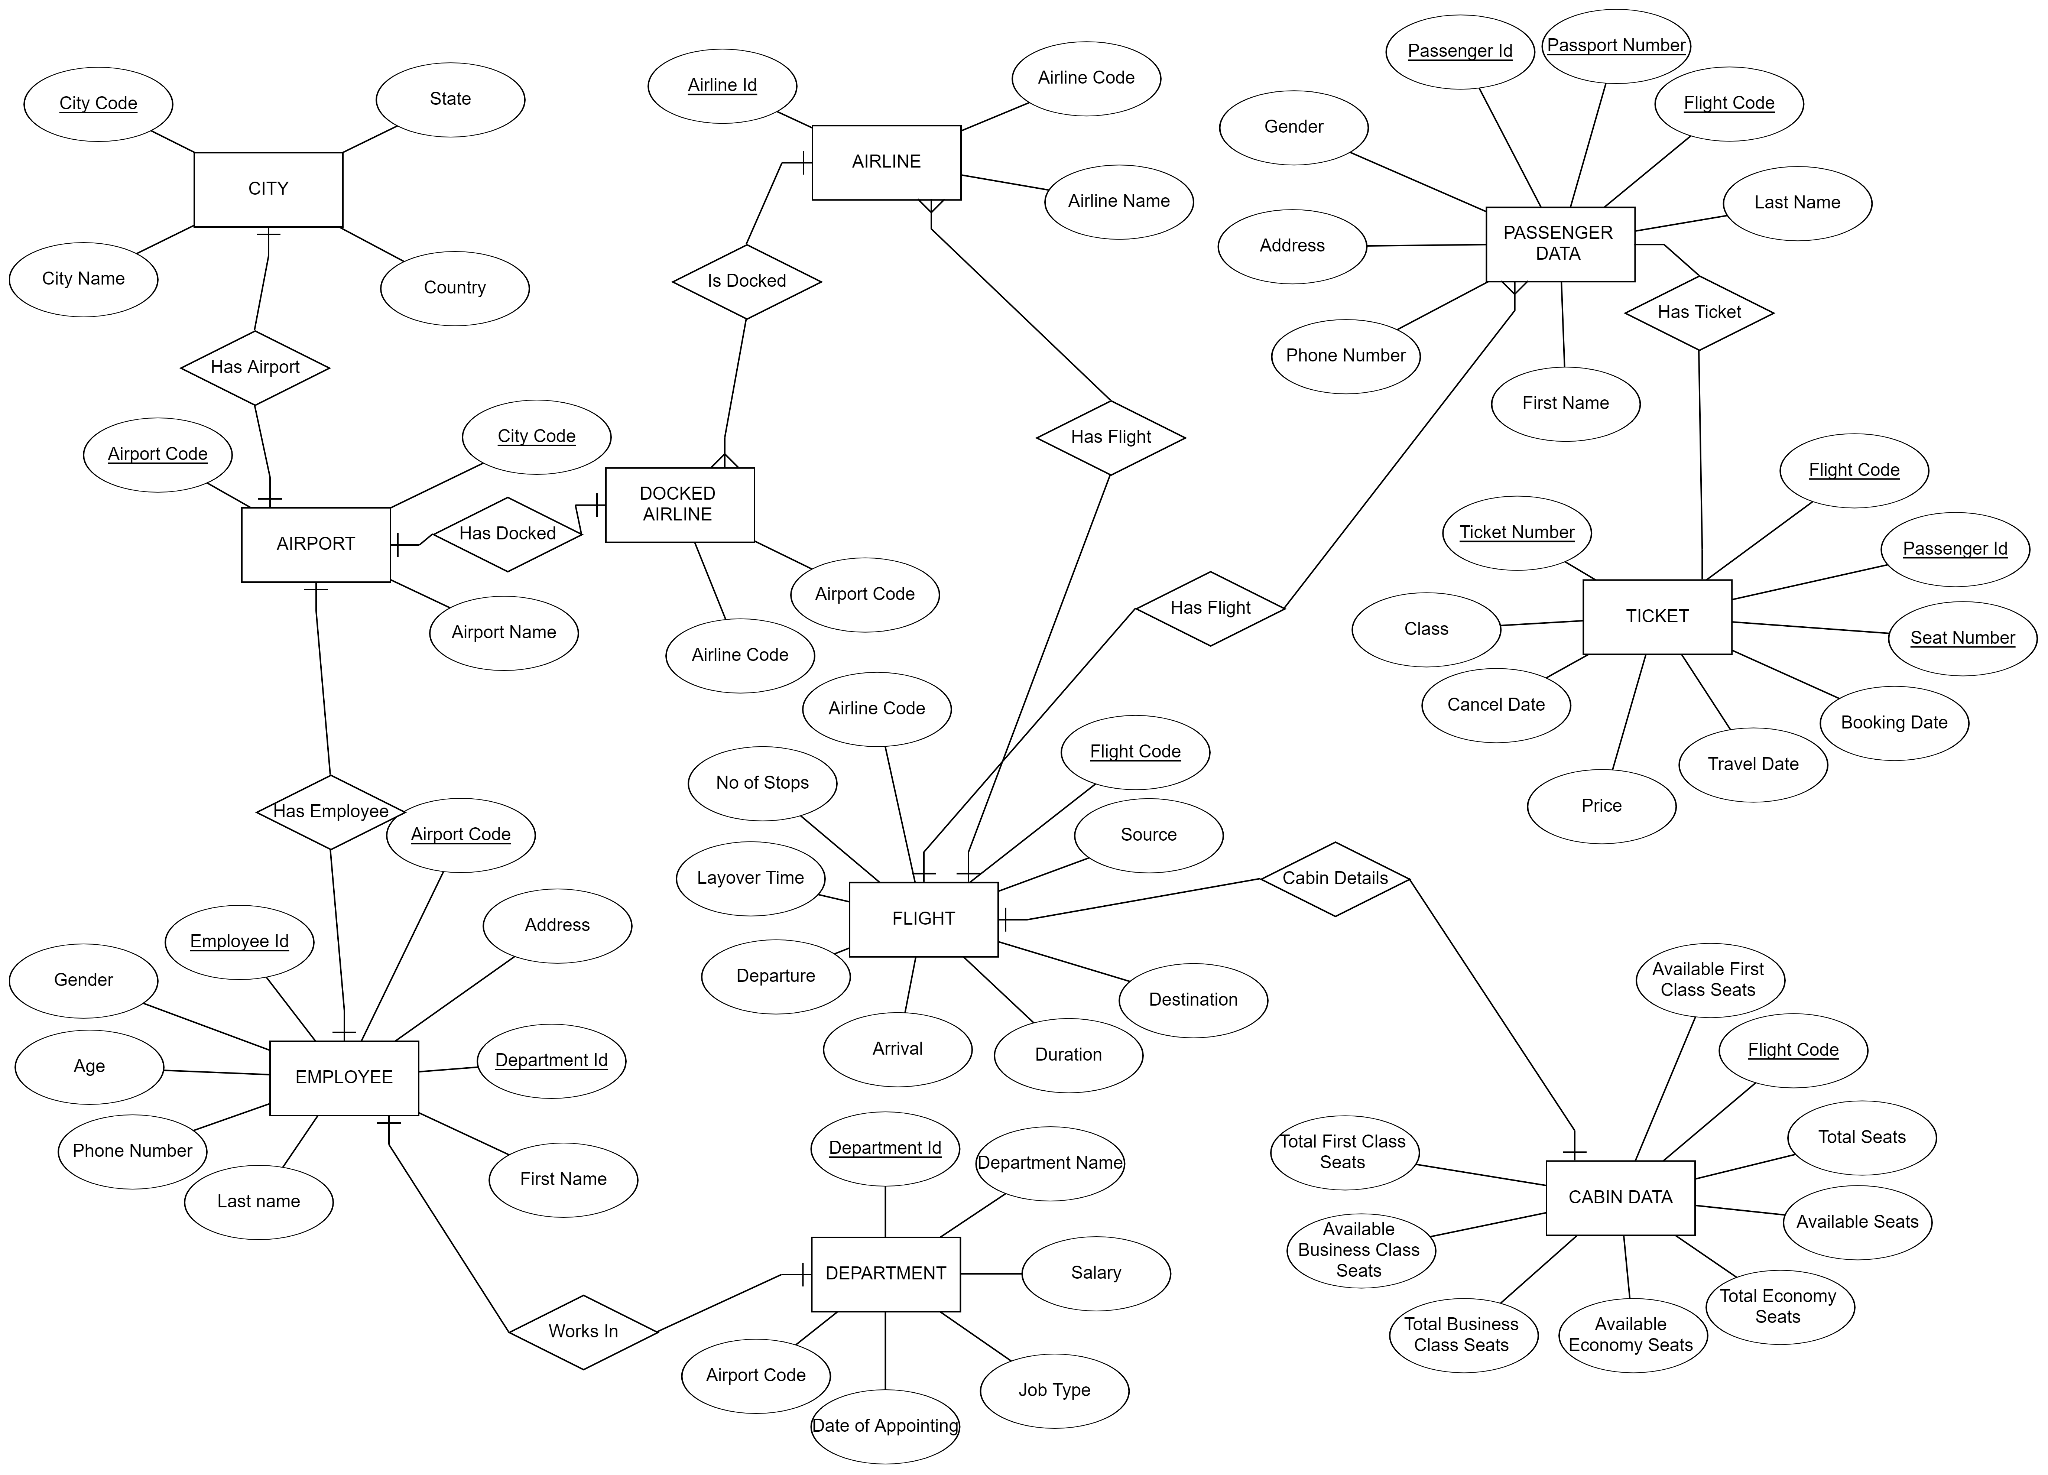 Passenger Id
Passport Number
City Code
State
Airline Id
Airline Code
Flight Code
Gender
CITY
AIRLINE
Airline Name
Last Name
PASSENGER
DATA
Address
City Name
Country
Is Docked
Has Ticket
Phone Number
First Name
Has Airport
Airport Code
City Code
Has Flight
Flight Code
DOCKED
AIRLINE
Ticket Number
Passenger Id
AIRPORT
Has Docked
Airport Code
Has Flight
TICKET
Class
Seat Number
Airport Name
Airline Code
Airline Code
Cancel Date
Booking Date
Flight Code
Travel Date
No of Stops
Price
Has Employee
Airport Code
Source
Layover Time
Cabin Details
FLIGHT
Address
Employee Id
Gender
Departure
Destination
Available First
Class Seats
Arrival
Duration
Flight Code
Age
EMPLOYEE
Department Id
Phone Number
Last name
First Name
Department Id
Department Name
Total First Class
Seats
Total Seats
CABIN DATA
Available Seats
Available
Business Class
Seats
DEPARTMENT
Salary
Total Economy
Seats
Works In
Total Business
Class Seats
Available
Economy Seats
Airport Code
Job Type
Date of Appointing